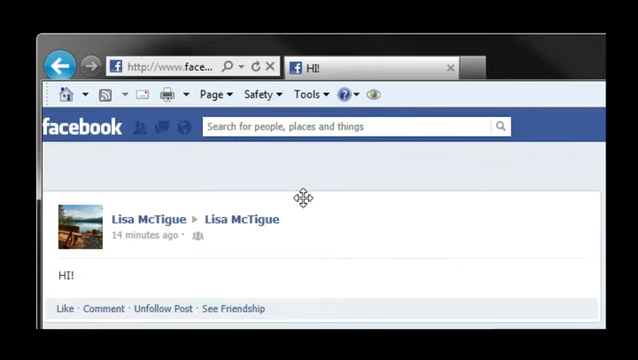 http://www.face...
HI!
Page
Safety
Tools
facebook
Search for people, places and things
Lisa McTigue Lisa McTigue
14 minutes ago ·
HI!
Like · Comment · Unfollow Post · See Friendship